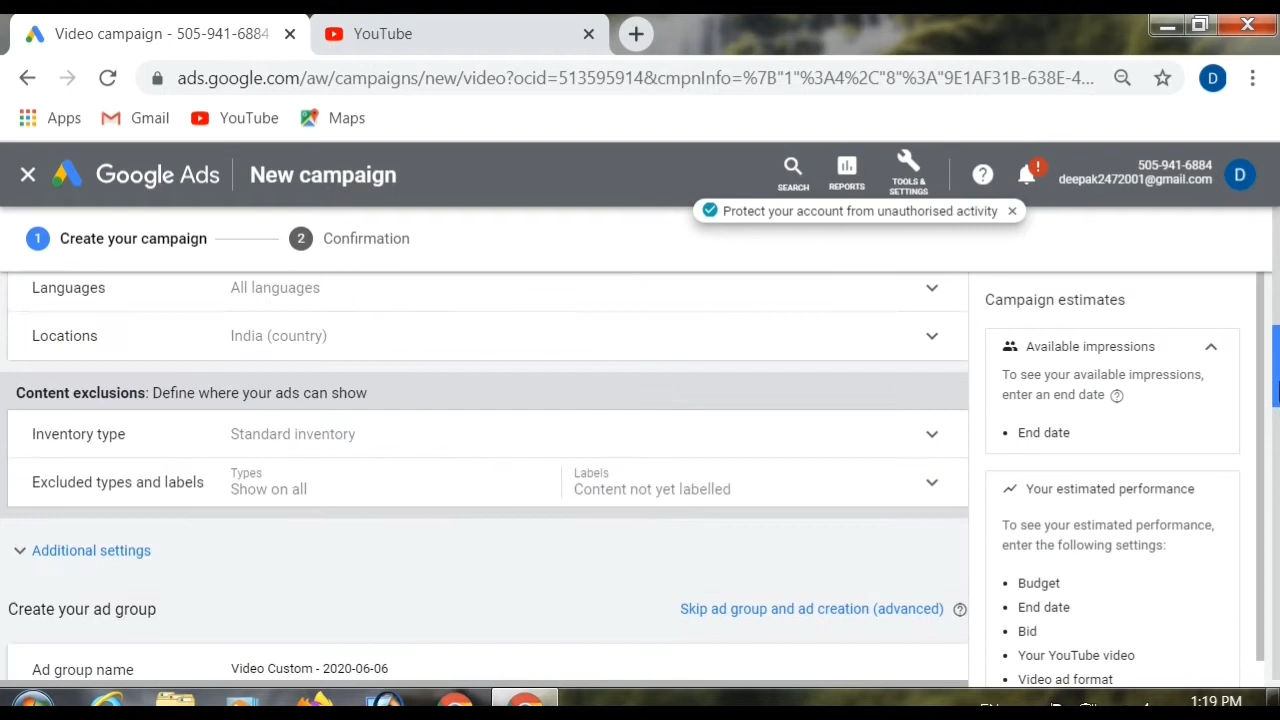 Video campaign - 505-941-6884
YouTube
ads.google.com/aw/campaigns/new/video?ocid=513595914&cmpnInfo=%7B"1"%3A4%2C"8"%3A"9E1AF31B-638E-4...
D
Apps
Gmail
YouTube
Maps
Google Ads
New campaign
SEARCH
REPORTS
TOOLS &
SETTINGS
505-941-6884
deepak2472001@gmail.com
D
Protect your account from unauthorised activity
1 Create your campaign
2 Confirmation
Languages
All languages
Locations
India (country)
Content exclusions: Define where your ads can show
Inventory type
Standard inventory
Excluded types and labels
Types
Show on all
Labels
Content not yet labelled
Additional settings
Create your ad group
Skip ad group and ad creation (advanced)
Ad group name
Video Custom - 2020-06-06
Campaign estimates
Available impressions
To see your available impressions,
enter an end date
• End date
Your estimated performance
To see your estimated performance,
enter the following settings:
• Budget
• End date
• Bid
• Your YouTube video
• Video ad format
1:19 PM